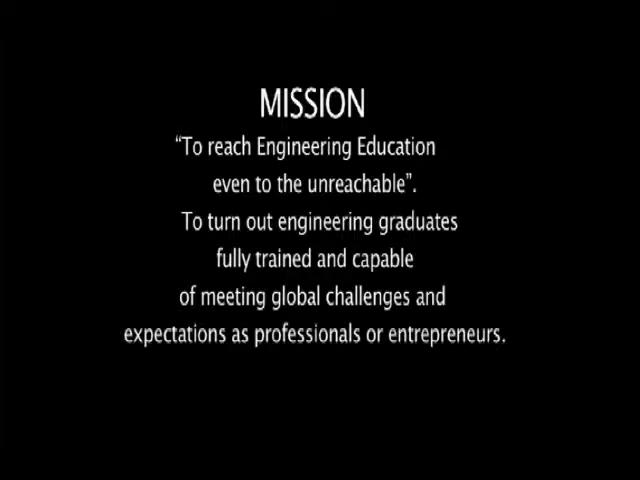 MISSION
“To reach Engineering Education
even to the unreachable”.
To turn out engineering graduates
fully trained and capable
of meeting global challenges and
expectations as professionals or entrepreneurs.